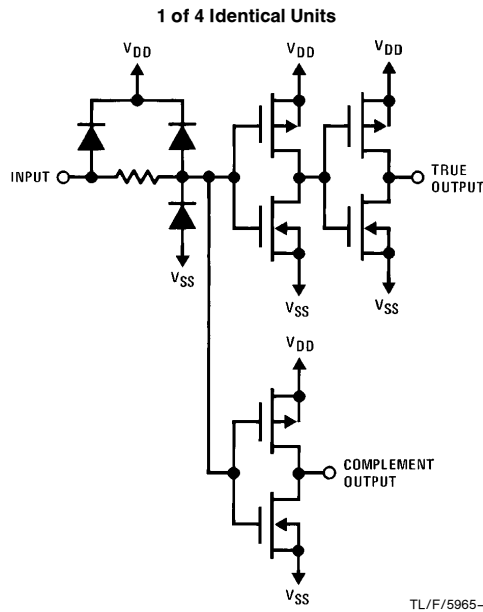 1 of 4 Identical Units
VDD
VDD
VDD
INPUT
TRUE
OUTPUT
VSS
VSS
VSS
VDD
COMPLEMENT
OUTPUT
VSS
TL/F/5965–